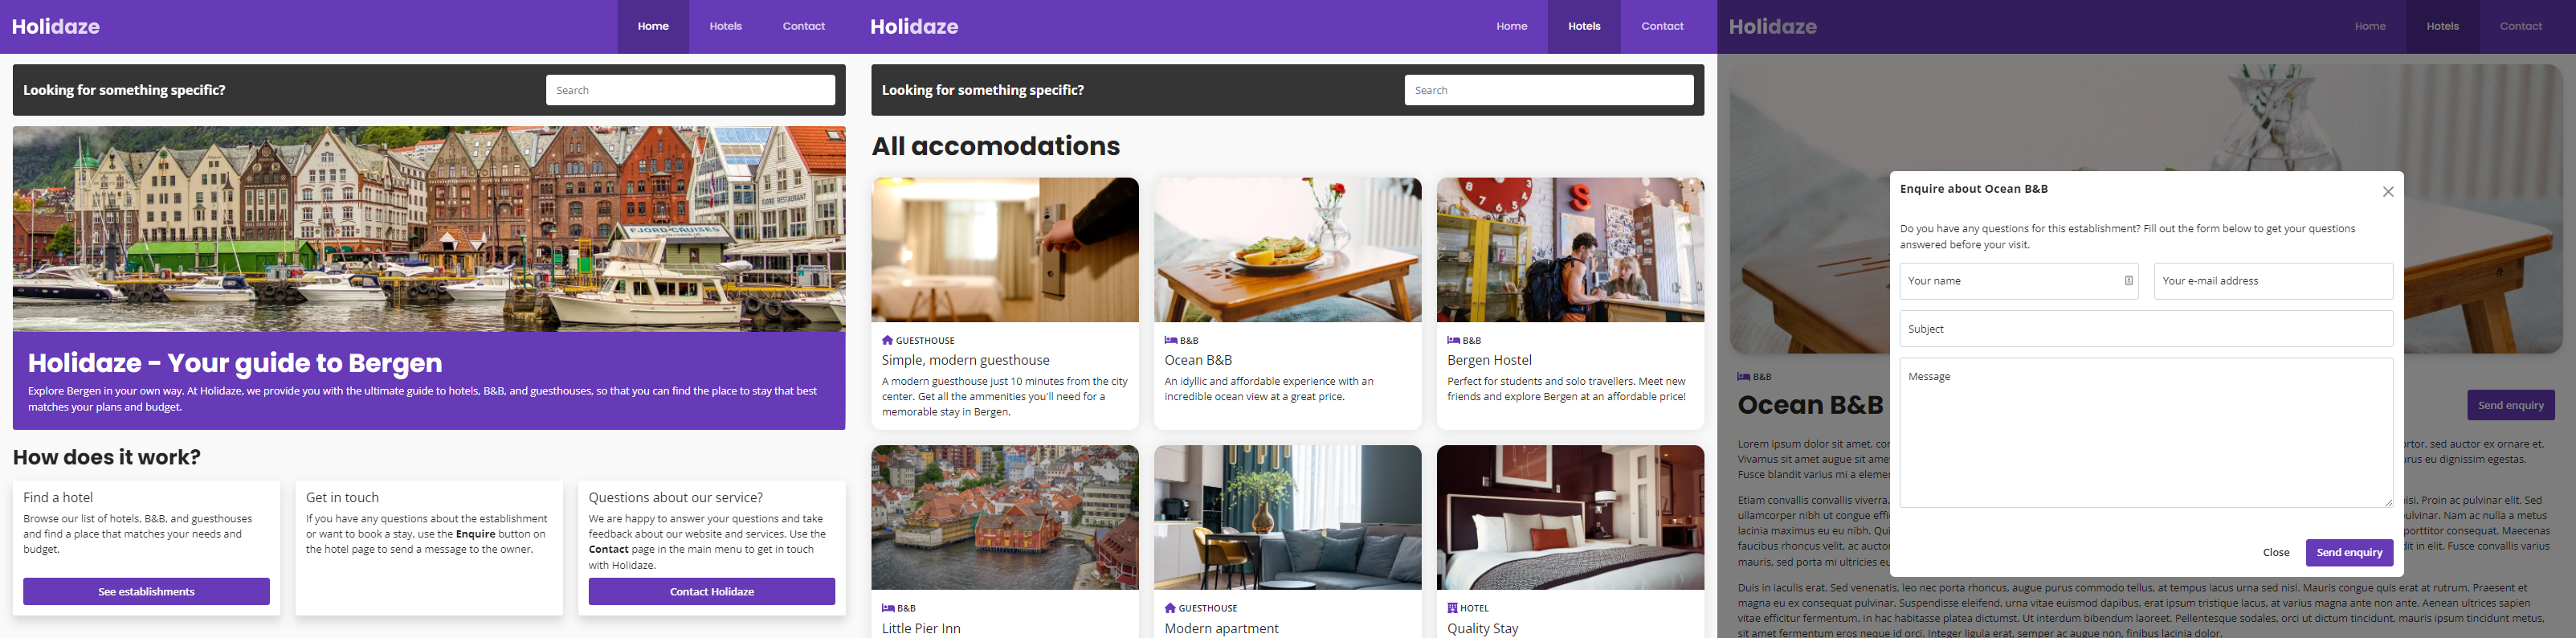 Holidaze
Home
Hotels
Contact
Looking for something specific?
Search
FJORD CRUISES
Holidaze - Your guide to Bergen
Explore Bergen in your own way. At Holidaze, we provide you with the ultimate guide to hotels, B&B, and guesthouses, so that you can find the place to stay that best
matches your plans and budget.
How does it work?
Find a hotel
Browse our list of hotels, B&B, and guesthouses
and find a place that matches your needs and
budget.
See establishments
Get in touch
If you have any questions about the establishment
or want to book a stay, use the Enquire button on
the hotel page to send a message to the owner.
Questions about our service?
We are happy to answer your questions and take
feedback about our website and services. Use the
Contact page in the main menu to get in touch
with Holidaze.
Contact Holidaze
Holidaze
Home
Hotels
Contact
Looking for something specific?
Search
All accomodations
GUESTHOUSE
Simple, modern guesthouse
A modern guesthouse just 10 minutes from the city
center. Get all the ammenities you'll need for a
memorable stay in Bergen.
B&B
Ocean B&B
An idyllic and affordable experience with an
incredible ocean view at a great price.
S
B&B
Bergen Hostel
Perfect for students and solo travellers. Meet new
friends and explore Bergen at an affordable price!
B&B
Little Pier Inn
GUESTHOUSE
Modern apartment
HOTEL
Quality Stay
Holidaze
Home
Hotels
Contact
Enquire about Ocean B&B
Do you have any questions for this establishment? Fill out the form below to get your questions
answered before your visit.
Your name
Your e-mail address
Subject
Message
Close
Send enquiry
B&B
Ocean B&B
Send enquiry
Lorem ipsum dolor sit amet, tortor, sed auctor ex ornare et.
Vivamus sit amet augue sit eu dignissim egestas.
Fusce blandit varius mi a
Etiam convallis convallis viverra. Proin ac pulvinar elit. Sed
ullamcorper nibh ut congue Nam ac nulla a metus
lacinia maximus eu eu nibh. porttitor consequat. Maecenas
faucibus rhoncus velit, ac in elit. Fusce convallis varius
mauris, sed porta mi ultricies
Duis in iaculis erat. Sed venenatis, leo nec porta rhoncus, augue purus commodo tellus, at tempus lacus urna sed nisl. Mauris congue quis erat at rutrum. Praesent et
magna eu ex consequat pulvinar. Suspendisse eleifend, urna vitae euismod dapibus, erat ipsum tristique lacus, at varius magna ante non ante. Aenean ultrices sapien
vitae efficitur fermentum. In hac habitasse platea dictumst. Ut interdum bibendum laoreet. Pellentesque sodales, orci ut dictum tincidunt, mauris ipsum tincidunt metus,
sit amet fermentum eros neque id orci. Integer ligula erat, semper ac augue non, finibus lacinia dolor.